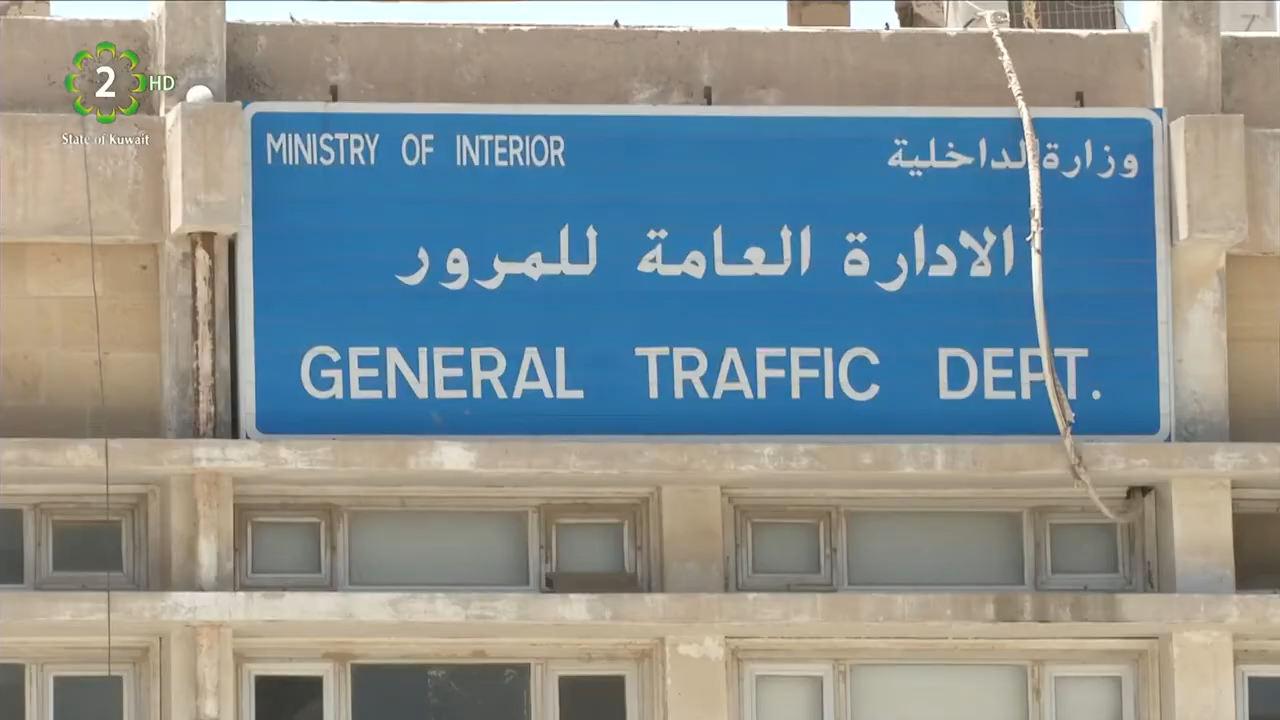 2 HD
State of Kuwait
MINISTRY OF INTERIOR
وزارة الداخلية
الادارة العامة للمرور
GENERAL TRAFFIC DEPT.